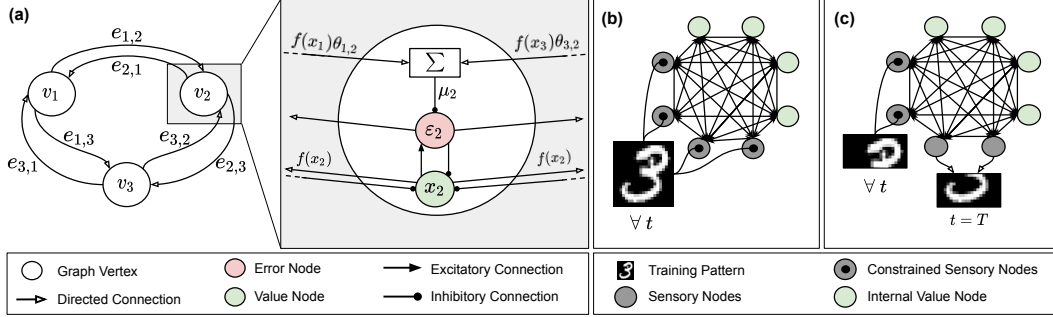 (a)
e₁,₂
e₂,₁
v₁
v₂
e₁,₃
e₃,₂
e₃,₁
e₂,₃
v₃
f(x₁)θ₁,₂
f(x₃)θ₃,₂
Σ
μ₂
ε₂
f(x₂)
f(x₂)
x₂
(b)
∀ t
(c)
∀ t
t = T
Graph Vertex
Error Node
Excitatory Connection
Directed Connection
Value Node
Inhibitory Connection
Training Pattern
Constrained Sensory Nodes
Sensory Nodes
Internal Value Node